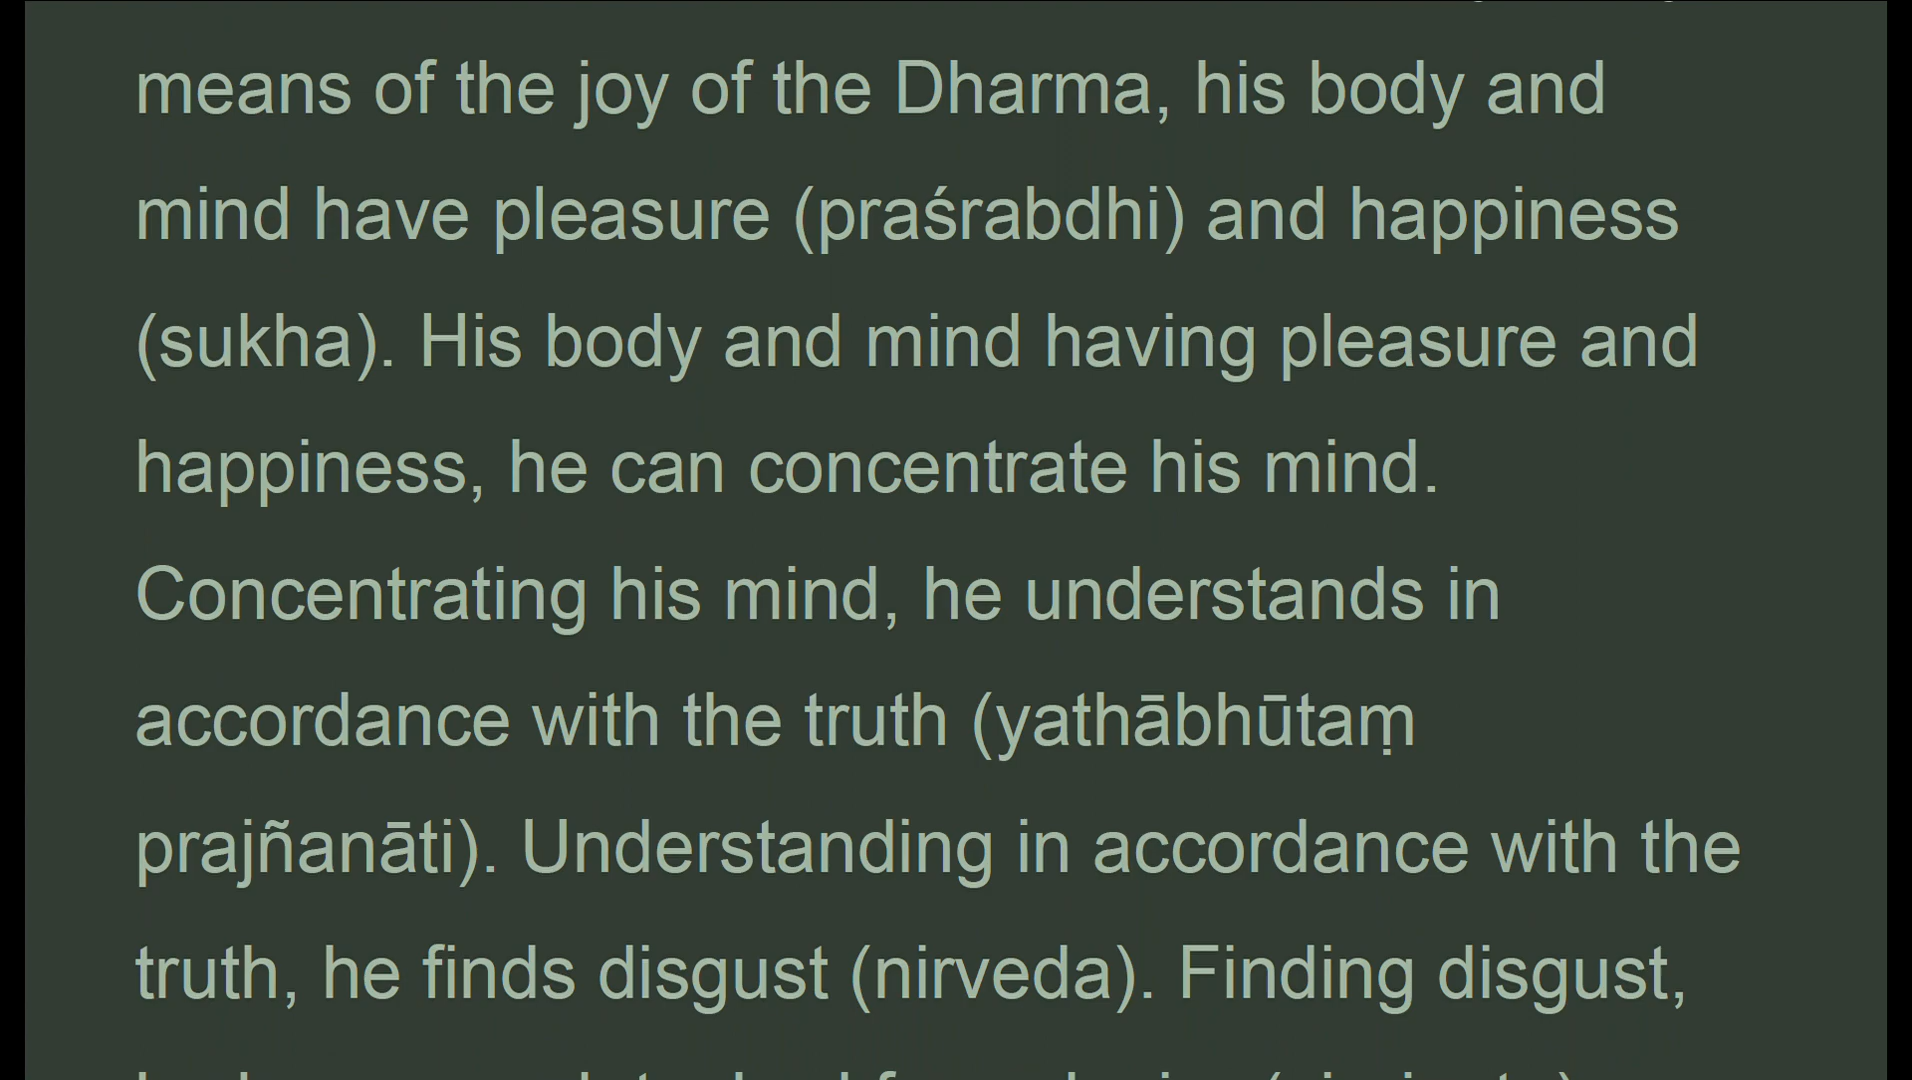 means of the joy of the Dharma, his body and
mind have pleasure (praśrabdhi) and happiness
(sukha). His body and mind having pleasure and
happiness, he can concentrate his mind.
Concentrating his mind, he understands in
accordance with the truth (yathābhūtaṃ
prajñanāti). Understanding in accordance with the
truth, he finds disgust (nirveda). Finding disgust,